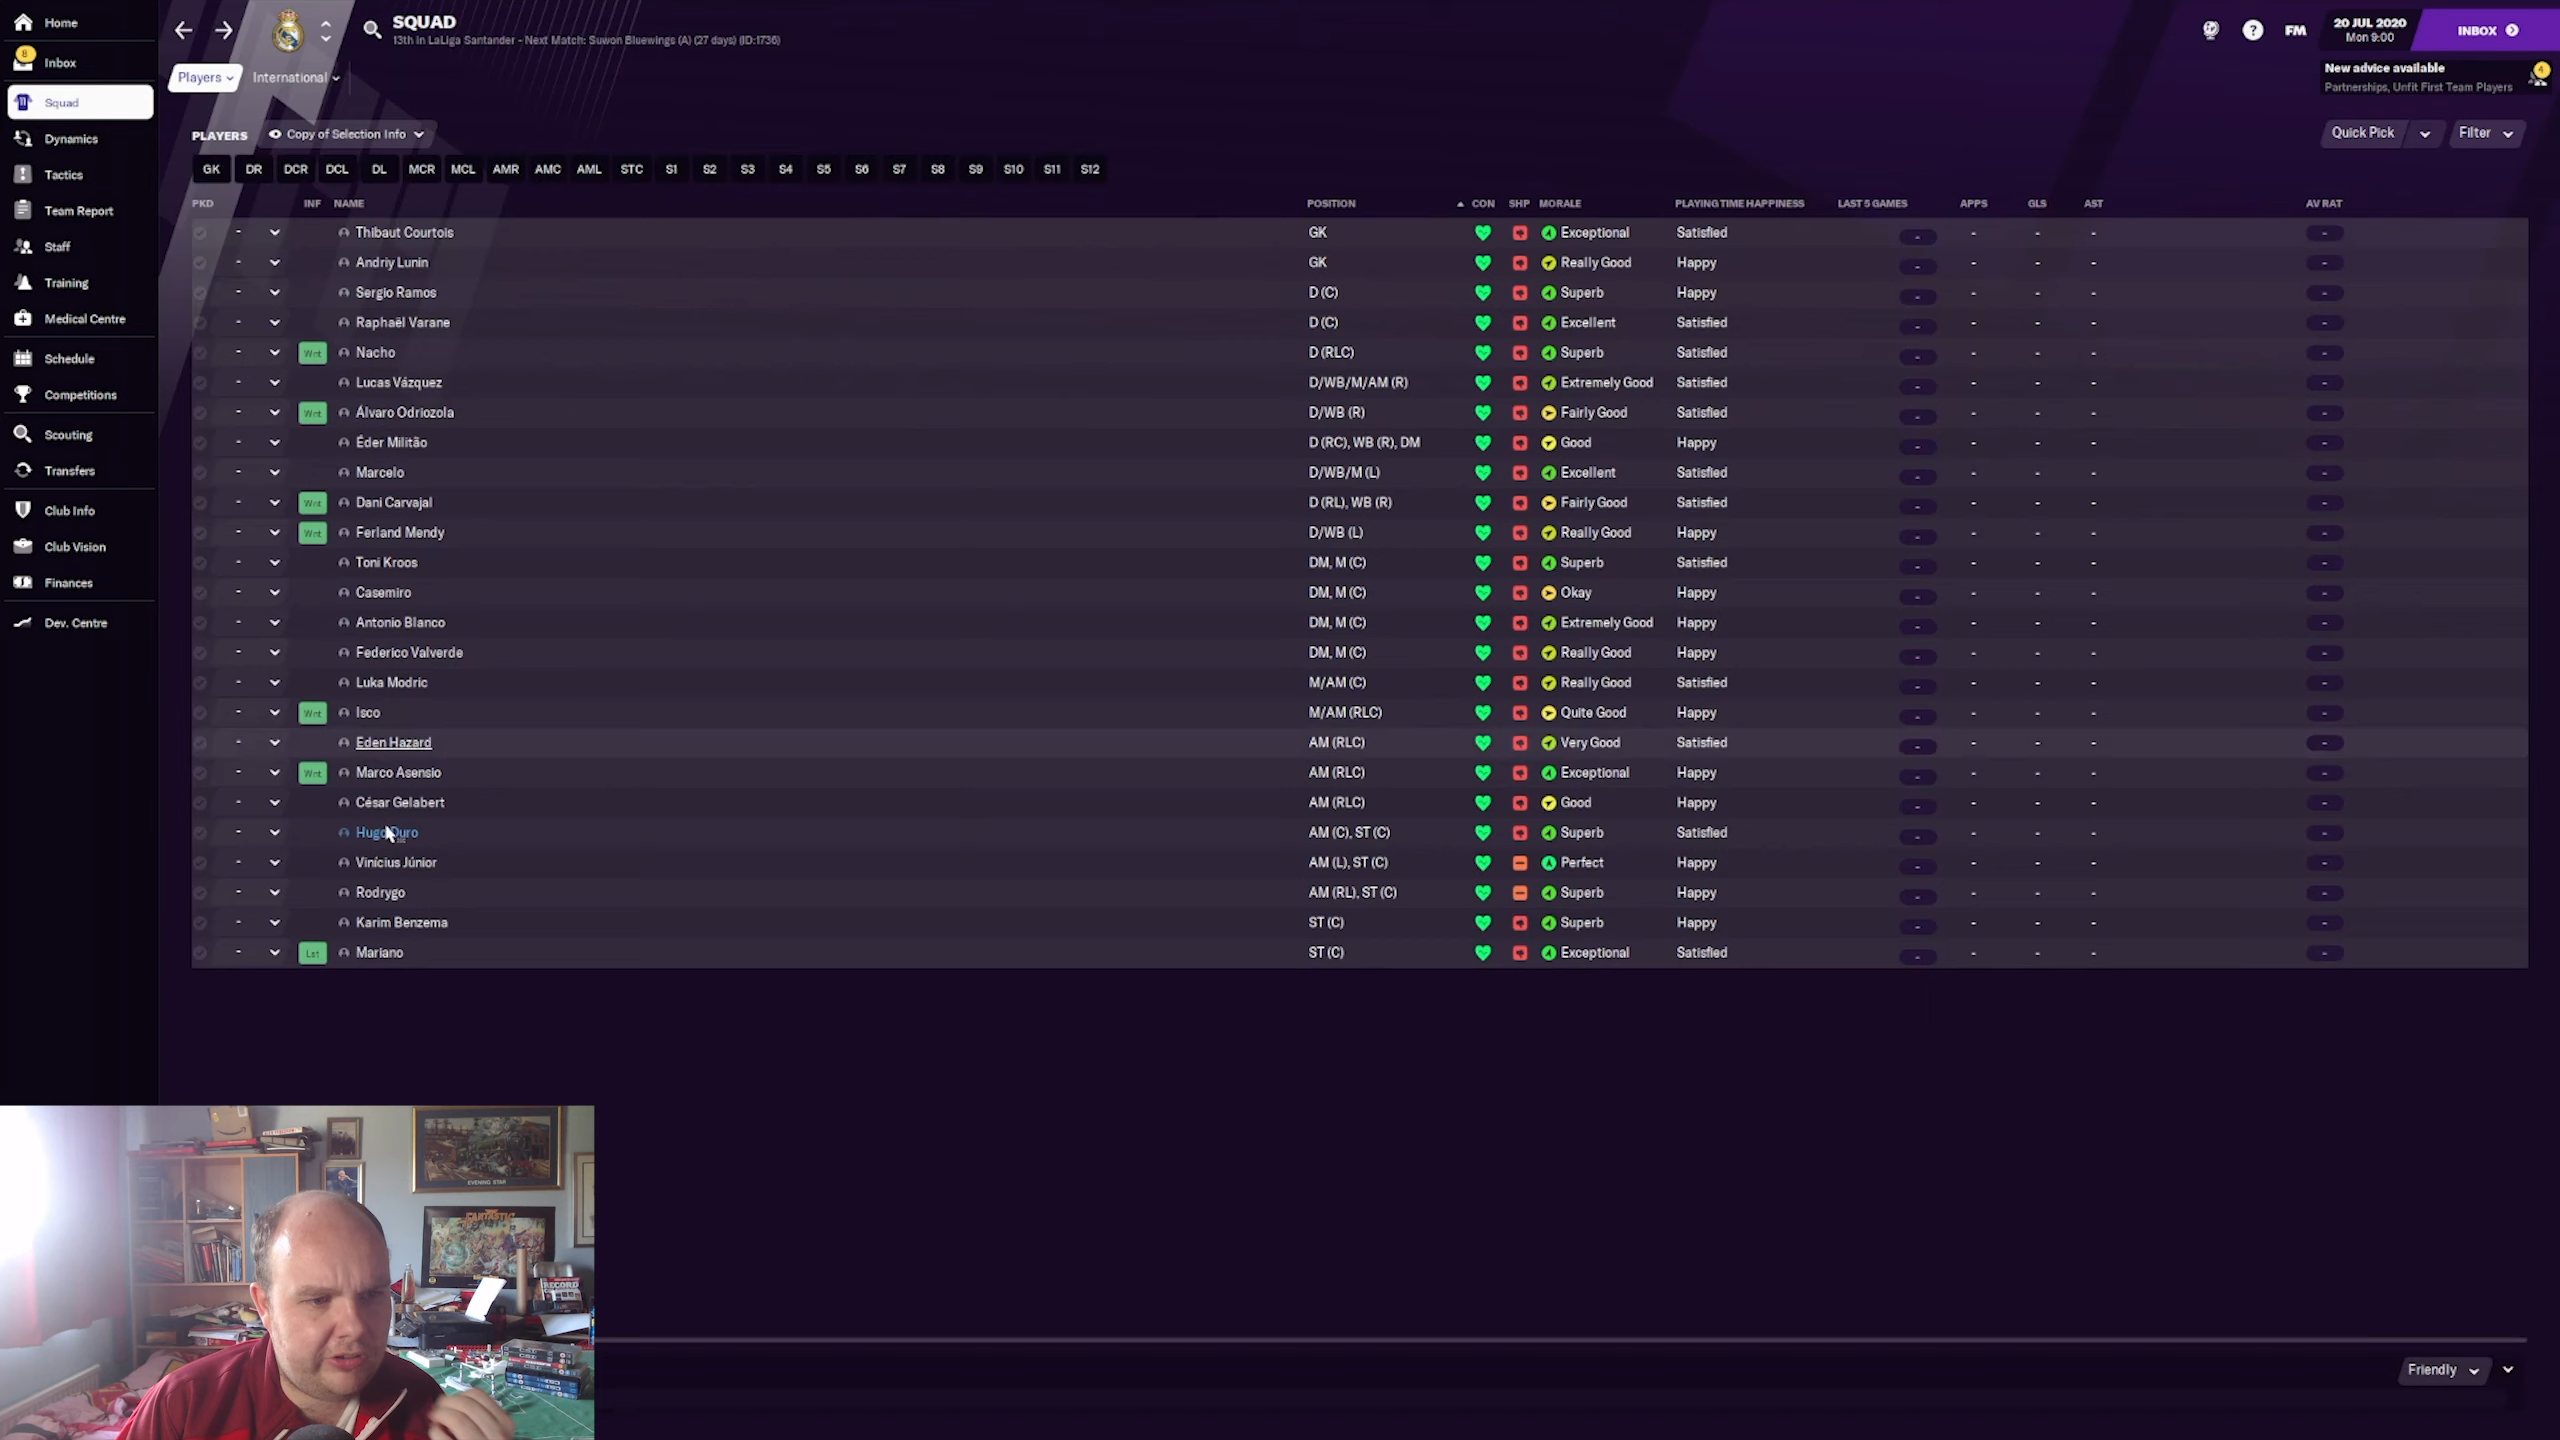 Home
Inbox
8
Squad
Dynamics
Tactics
Team Report
Staff
Training
Medical Centre
Schedule
Competitions
Scouting
Transfers
Club Info
Club Vision
Finances
Dev. Centre
SQUAD
13th in LaLiga Santander - Next Match: Suwon Bluewings (A) (27 days) (ID:1736)
FM
20 JUL 2020
Mon 9:00
INBOX
Players
International
New advice available
Partnerships, Unfit First Team Players
4
PLAYERS
Copy of Selection Info
Quick Pick
Filter
GK DR DCR DCL DL MCR MCL AMR AMC AML STC S1 S2 S3 S4 S5 S6 S7 S8 S9 S10 S11 S12
PKD INF NAME POSITION CON SHP MORALE PLAYING TIME HAPPINESS LAST 5 GAMES APPS GLS AST AV RAT
- Thibaut Courtois GK Exceptional Satisfied - - - - -
- Andriy Lunin GK Really Good Happy - - - - -
- Sergio Ramos D (C) Superb Happy - - - - -
- Raphaël Varane D (C) Excellent Satisfied - - - - -
- Wnt Nacho D (RLC) Superb Satisfied - - - - -
- Lucas Vázquez D/WB/M/AM (R) Extremely Good Satisfied - - - - -
- Wnt Álvaro Odriozola D/WB (R) Fairly Good Satisfied - - - - -
- Éder Militão D (RC), WB (R), DM Good Happy - - - - -
- Marcelo D/WB/M (L) Excellent Satisfied - - - - -
- Wnt Dani Carvajal D (RL), WB (R) Fairly Good Satisfied - - - - -
- Wnt Ferland Mendy D/WB (L) Really Good Happy - - - - -
- Toni Kroos DM, M (C) Superb Satisfied - - - - -
- Casemiro DM, M (C) Okay Happy - - - - -
- Antonio Blanco DM, M (C) Extremely Good Happy - - - - -
- Federico Valverde DM, M (C) Really Good Happy - - - - -
- Luka Modric M/AM (C) Really Good Satisfied - - - - -
- Wnt Isco M/AM (RLC) Quite Good Happy - - - - -
- Eden Hazard AM (RLC) Very Good Satisfied - - - - -
- Wnt Marco Asensio AM (RLC) Exceptional Happy - - - - -
- César Gelabert AM (RLC) Good Happy - - - - -
- Hugo Duro AM (C), ST (C) Superb Satisfied - - - - -
- Vinícius Júnior AM (L), ST (C) Perfect Happy - - - - -
- Rodrygo AM (RL), ST (C) Superb Happy - - - - -
- Karim Benzema ST (C) Superb Happy - - - - -
- Lst Mariano ST (C) Exceptional Satisfied - - - - -
EVENING STAR
FANTASTIC
RECORD
Friendly